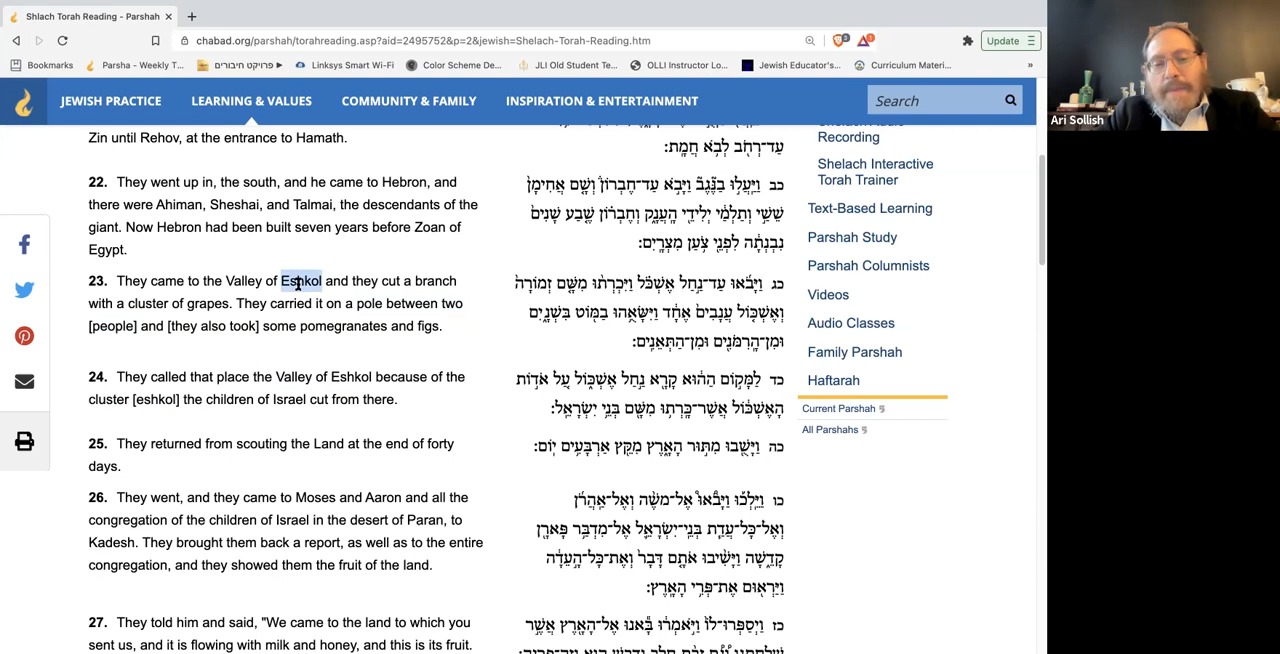 Shlach Torah Reading - Parshah
chabad.org/parshah/torahreading.asp?aid=2495752&p=2&jewish=Shelach-Torah-Reading.htm
Update
Bookmarks
Parsha - Weekly T...
פרויקט חיבורים
Linksys Smart Wi-Fi
Color Scheme De...
JLI Old Student Te...
OLLI Instructor Lo...
Jewish Educator's...
Curriculum Materi...
»
JEWISH PRACTICE
LEARNING & VALUES
COMMUNITY & FAMILY
INSPIRATION & ENTERTAINMENT
Search
Ari Sollish
Zin until Rehov, at the entrance to Hamath.
עַד־רְחֹ֖ב לְבֹ֥א חֲמָֽת:
22. They went up in, the south, and he came to Hebron, and
there were Ahiman, Sheshai, and Talmai, the descendants of the
giant. Now Hebron had been built seven years before Zoan of
Egypt.
כב וַיַּֽעֲל֣וּ בַנֶּ֘גֶב֘ וַיָּבֹ֣א עַד־חֶבְרוֹן֒ וְשָׁ֤ם אֲחִימָן֙
שֵׁשַׁ֣י וְתַלְמַ֔י יְלִידֵ֖י הָֽעֲנָ֑ק וְחֶבְר֗וֹן שֶׁ֤בַע שָׁנִים֙
נִבְנְתָ֔ה לִפְנֵ֖י צֹ֥עַן מִצְרָֽיִם:
23. They came to the Valley of Eshkol and they cut a branch
with a cluster of grapes. They carried it on a pole between two
[people] and [they also took] some pomegranates and figs.
כג וַיָּבֹ֜אוּ עַד־נַ֣חַל אֶשְׁכֹּ֗ל וַיִּכְרְת֨וּ מִשָּׁ֤ם זְמוֹרָה֙
וְאֶשְׁכּ֤וֹל עֲנָבִים֙ אֶחָ֔ד וַיִּשָּׂאֻ֥הוּ בַמּ֖וֹט בִּשְׁנָ֑יִם
וּמִן־הָֽרִמֹּנִ֖ים וּמִן־הַתְּאֵנִֽים:
24. They called that place the Valley of Eshkol because of the
cluster [eshkol] the children of Israel cut from there.
כד לַמָּק֣וֹם הַה֔וּא קָרָ֖א נַ֣חַל אֶשְׁכּ֑וֹל עַ֚ל אֹד֣וֹת
הָֽאֶשְׁכּ֔וֹל אֲשֶׁר־כָּֽרְת֥וּ מִשָּׁ֖ם בְּנֵ֥י יִשְׂרָאֵֽל:
25. They returned from scouting the Land at the end of forty
days.
כה וַיָּשֻׁ֖בוּ מִתּ֣וּר הָאָ֑רֶץ מִקֵּ֖ץ אַרְבָּעִ֥ים יֽוֹם:
26. They went, and they came to Moses and Aaron and all the
congregation of the children of Israel in the desert of Paran, to
Kadesh. They brought them back a report, as well as to the entire
congregation, and they showed them the fruit of the land.
כו וַיֵּֽלְכ֡וּ וַיָּבֹ֩אוּ֩ אֶל־משֶׁ֨ה וְאֶל־אַֽהֲרֹ֜ן
וְאֶל־כָּל־עֲדַ֧ת בְּנֵֽי־יִשְׂרָאֵ֛ל אֶל־מִדְבַּ֥ר פָּארָ֖ן
קָדֵ֑שָׁה וַיָּשִׁ֨יבוּ אֹתָ֤ם דָּבָר֙ וְאֶת־כָּל־הָ֣עֵדָ֔ה
וַיַּרְא֖וּם אֶת־פְּרִ֥י הָאָֽרֶץ:
27. They told him and said, "We came to the land to which you
sent us, and it is flowing with milk and honey, and this is its fruit.
כז וַיְסַפְּרוּ־לוֹ֙ וַיֹּ֣אמְר֔וּ בָּ֕אנוּ אֶל־הָאָ֖רֶץ אֲשֶׁ֣ר
Recording
Shelach Interactive
Torah Trainer
Text-Based Learning
Parshah Study
Parshah Columnists
Videos
Audio Classes
Family Parshah
Haftarah
Current Parshah
All Parshahs